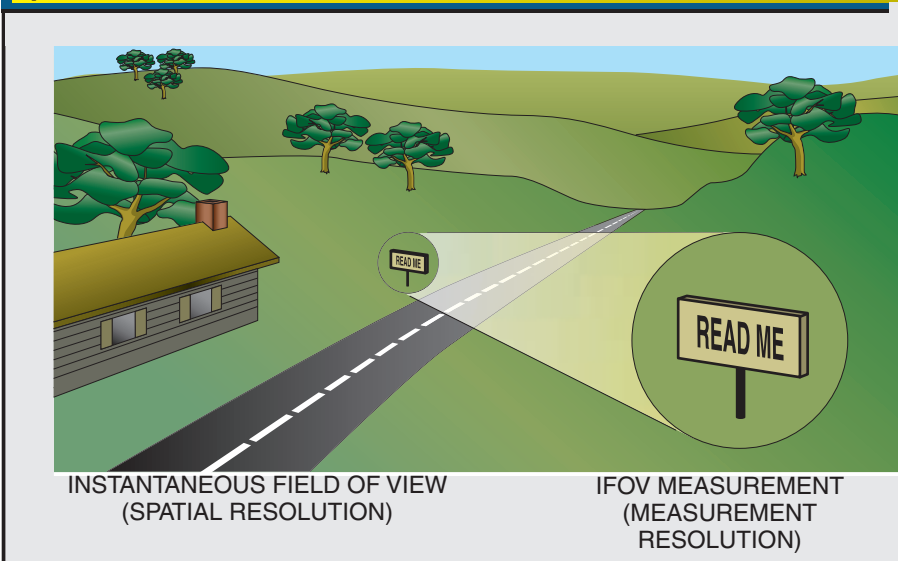 READ ME
READ ME
INSTANTANEOUS FIELD OF VIEW
(SPATIAL RESOLUTION)
IFOV MEASUREMENT
(MEASUREMENT
RESOLUTION)